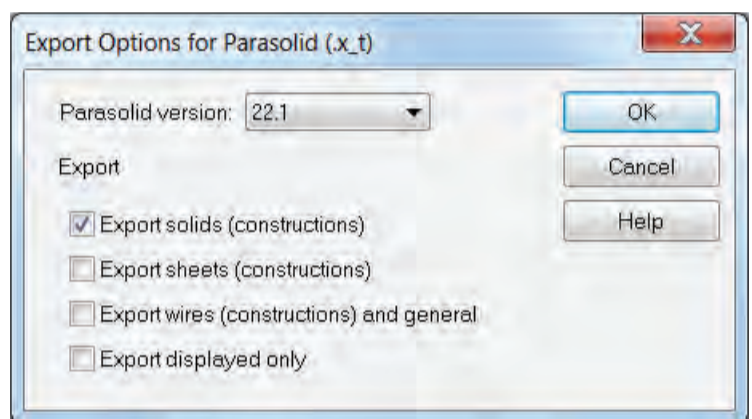 Export Options for Parasolid (.x_t)
Parasolid version: 22.1
OK
Export
Cancel
Export solids (constructions)
Help
Export sheets (constructions)
Export wires (constructions) and general
Export displayed only